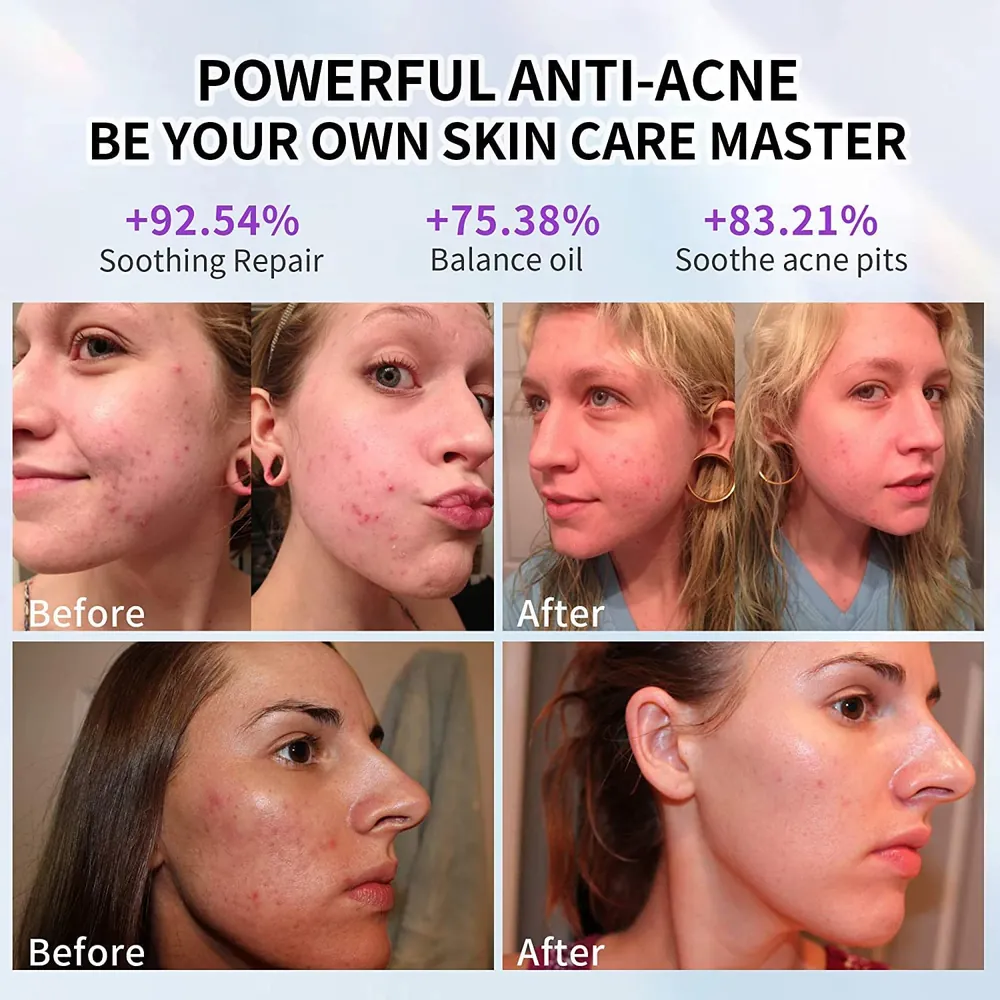 POWERFUL ANTI-ACNE
BE YOUR OWN SKIN CARE MASTER
+92.54% +75.38% +83.21%
Soothing Repair Balance oil Soothe acne pits
Before After
Before After